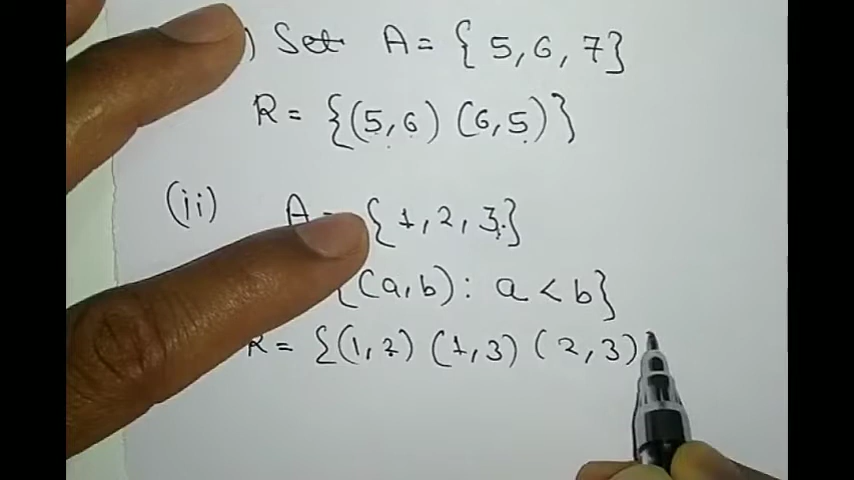 ) Set A = {5, 6, 7}
R = {(5, 6) (6, 5)}
(ii) A = {1, 2, 3}
{(a, b) : a < b}
R = {(1, 2) (1, 3) (2, 3)